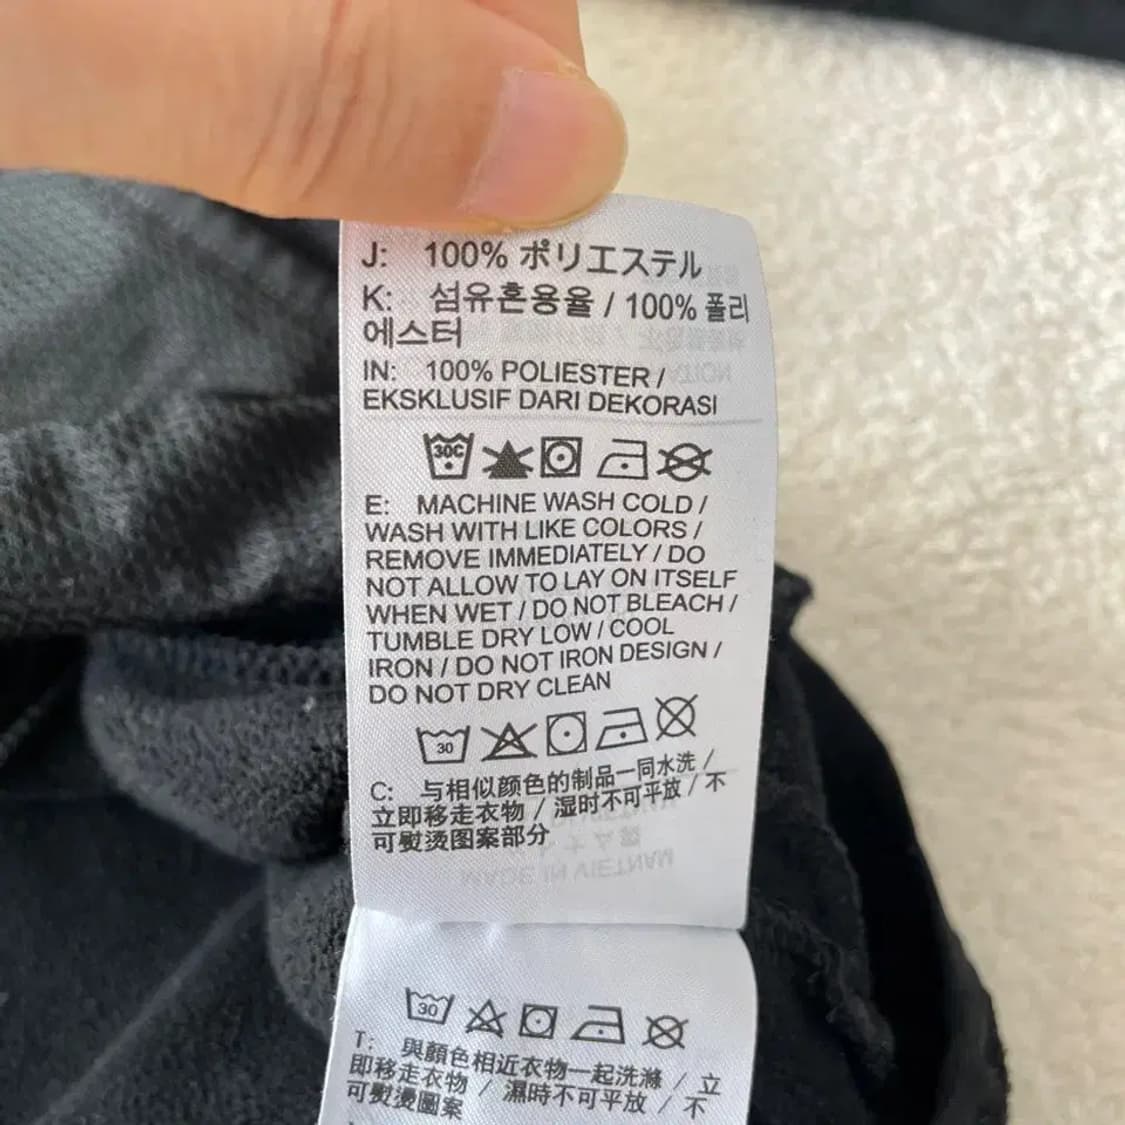 J: 100% ポリエステル
K: 섬유혼용율 / 100% 폴리
에스터
IN: 100% POLIESTER /
EKSKLUSIF DARI DEKORASI
30C
E: MACHINE WASH COLD /
WASH WITH LIKE COLORS /
REMOVE IMMEDIATELY / DO
NOT ALLOW TO LAY ON ITSELF
WHEN WET / DO NOT BLEACH /
TUMBLE DRY LOW / COOL
IRON / DO NOT IRON DESIGN /
DO NOT DRY CLEAN
30
C: 与相似颜色的制品一同水洗 /
立即移走衣物 / 湿时不可平放 / 不
可熨烫图案部分
MADE IN VIETNAM
30
T: 與顏色相近衣物一起洗滌 / 立
即移走衣物 / 濕時不可平放 / 不
可熨燙圖案